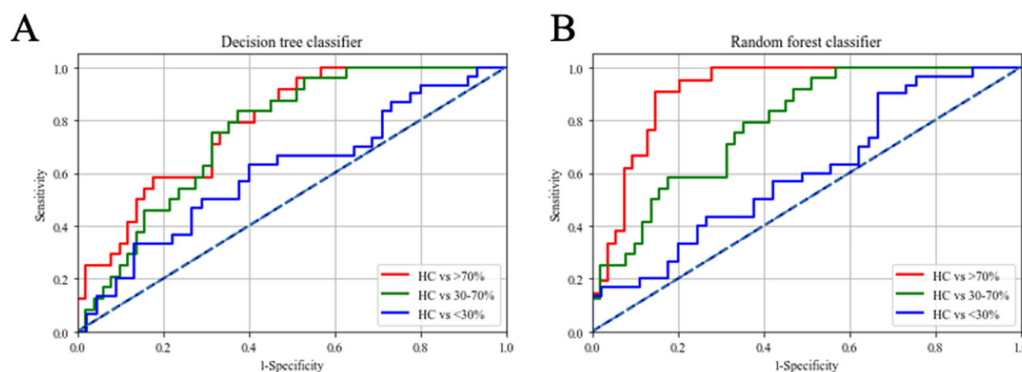 A
Decision tree classifier
1.0
0.8
0.6
0.4
0.2
0.0
Sensitivity
HC vs >70%
HC vs 30-70%
HC vs <30%
0.0 0.2 0.4 0.6 0.8 1.0
1-Specificity
B
Random forest classifier
1.0
0.8
0.6
0.4
0.2
0.0
Sensitivity
HC vs >70%
HC vs 30-70%
HC vs <30%
0.0 0.2 0.4 0.6 0.8 1.0
1-Specificity